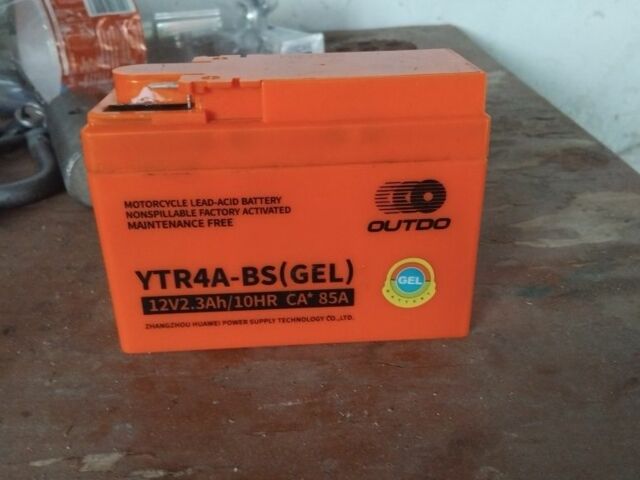 MOTORCYCLE LEAD-ACID BATTERY
NONSPILLABLE FACTORY ACTIVATED
MAINTENANCE FREE
OUTDO
YTR4A-BS(GEL)
12V2.3Ah/10HR CA* 85A
GEL
BATTERY
ZHANGZHOU HUAWEI POWER SUPPLY TECHNOLOGY CO.,LTD.